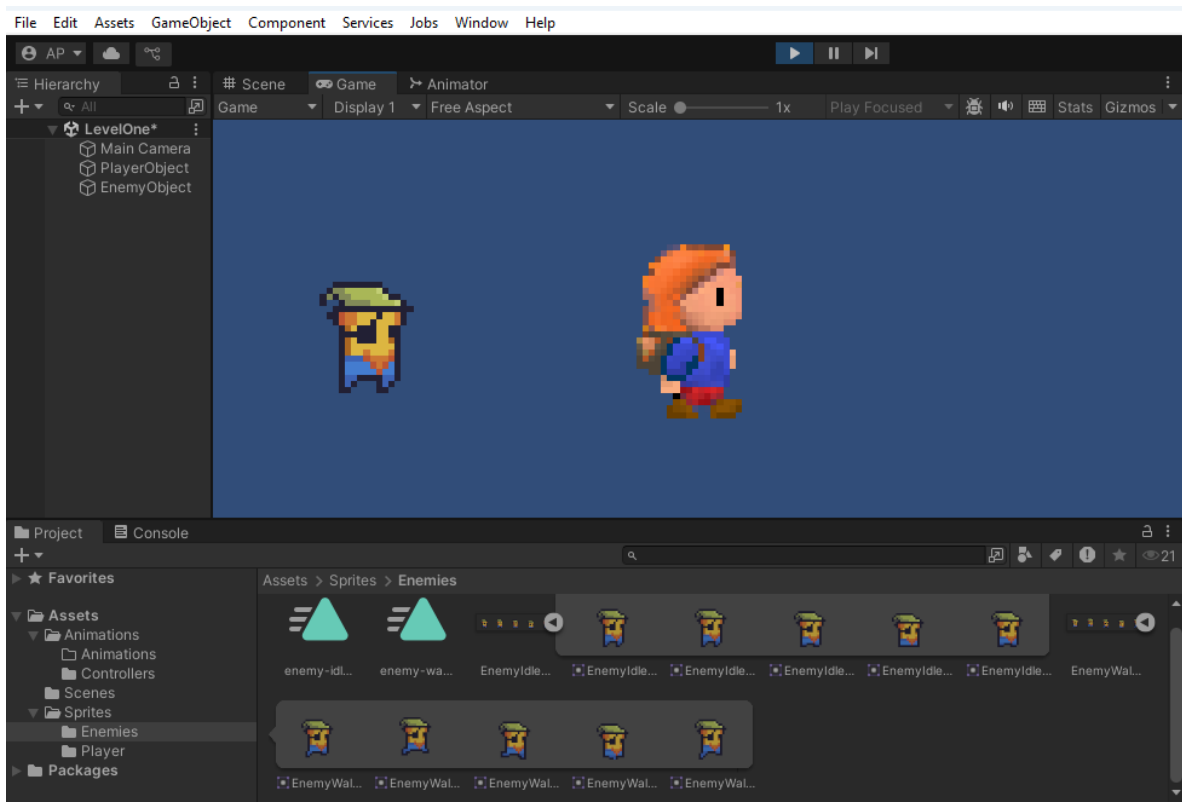 File Edit Assets GameObject Component Services Jobs Window Help
AP
Hierarchy
# Scene Game Animator
All
Game Display 1 Free Aspect Scale 1x Play Focused Stats Gizmos
LevelOne*
Main Camera
PlayerObject
EnemyObject
Project Console
21
Favorites
Assets > Sprites > Enemies
Assets
Animations
Animations
Controllers
Scenes
Sprites
Enemies
Player
Packages
enemy-idl... enemy-wa... EnemyIdle... EnemyIdle... EnemyIdle... EnemyIdle... EnemyIdle... EnemyIdle... EnemyWal...
EnemyWal... EnemyWal... EnemyWal... EnemyWal... EnemyWal...